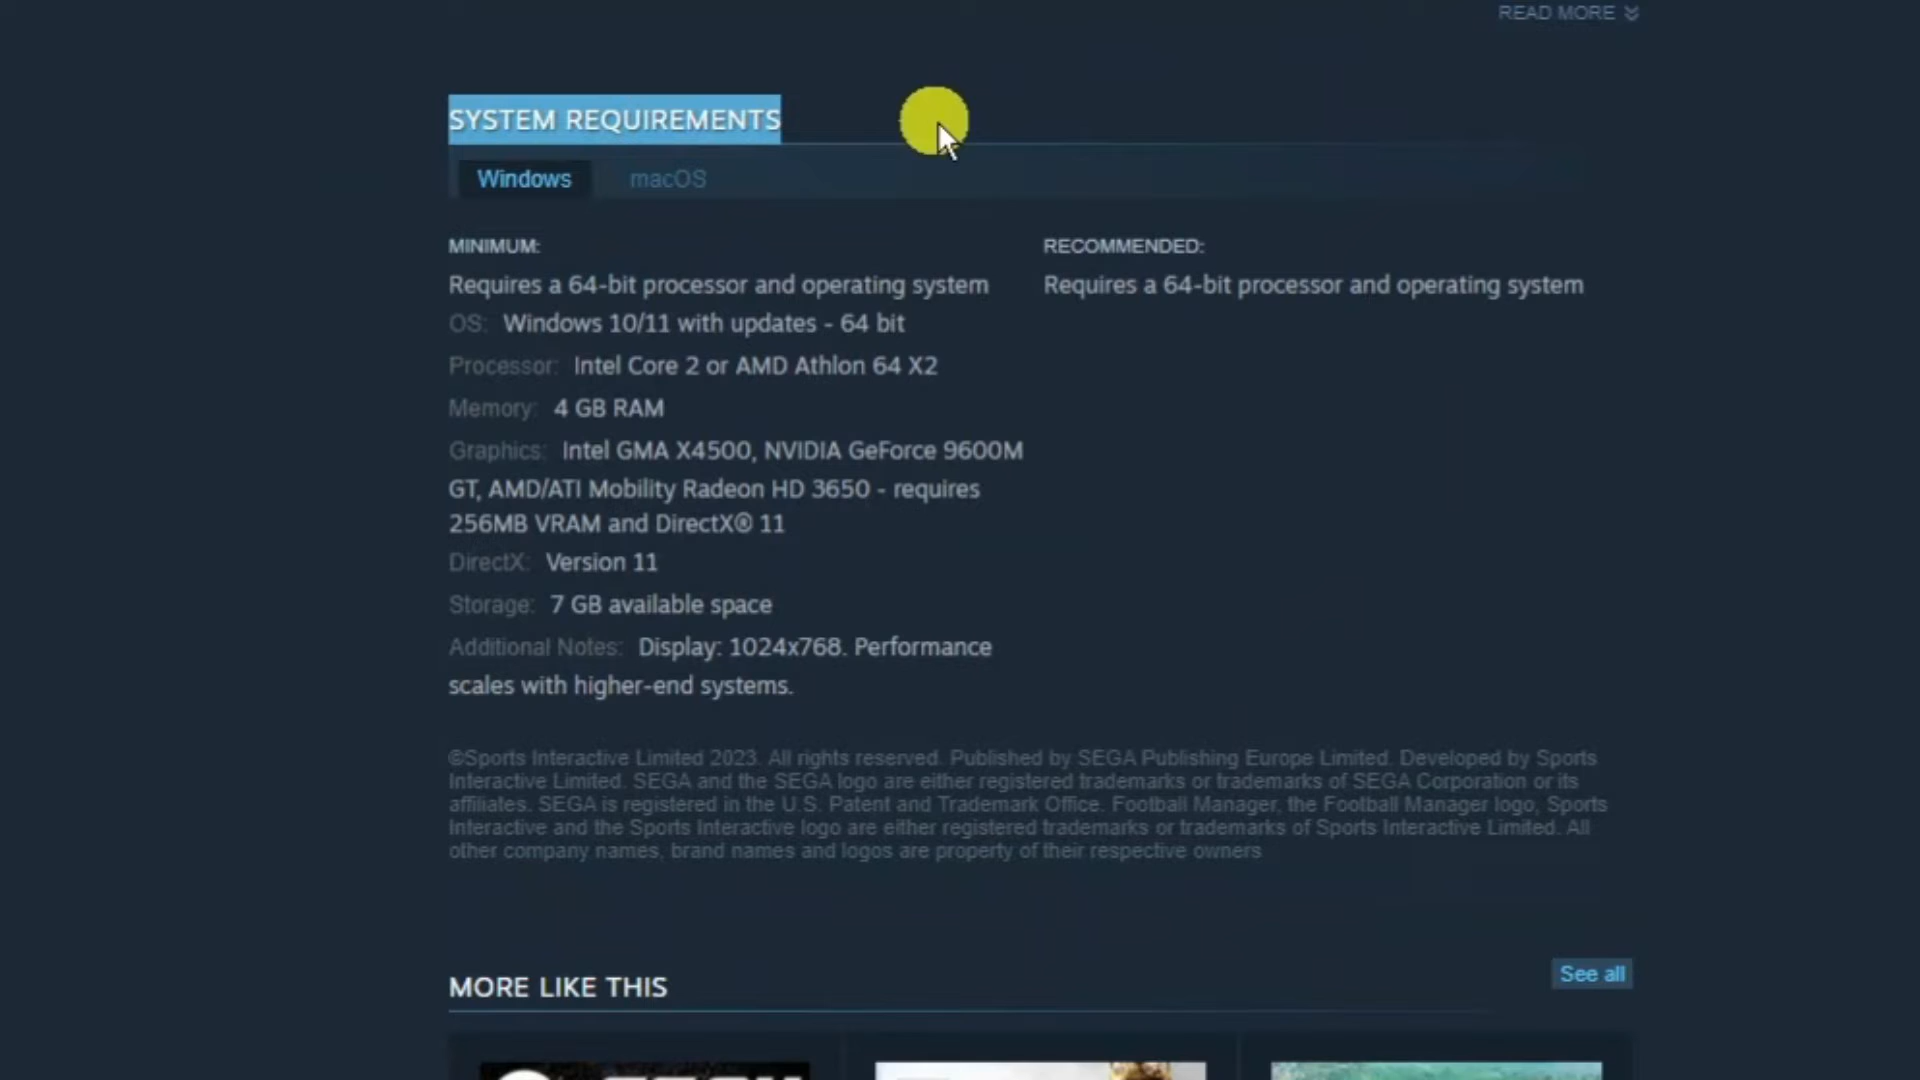 READ MORE
SYSTEM REQUIREMENTS
Windows macOS
MINIMUM:
Requires a 64-bit processor and operating system
OS: Windows 10/11 with updates - 64 bit
Processor: Intel Core 2 or AMD Athlon 64 X2
Memory: 4 GB RAM
Graphics: Intel GMA X4500, NVIDIA GeForce 9600M
GT, AMD/ATI Mobility Radeon HD 3650 - requires
256MB VRAM and DirectX® 11
DirectX: Version 11
Storage: 7 GB available space
Additional Notes: Display: 1024x768. Performance
scales with higher-end systems.
RECOMMENDED:
Requires a 64-bit processor and operating system
©Sports Interactive Limited 2023. All rights reserved. Published by SEGA Publishing Europe Limited. Developed by Sports
Interactive Limited. SEGA and the SEGA logo are either registered trademarks or trademarks of SEGA Corporation or its
affiliates. SEGA is registered in the U.S. Patent and Trademark Office. Football Manager, the Football Manager logo, Sports
Interactive and the Sports Interactive logo are either registered trademarks or trademarks of Sports Interactive Limited. All
other company names, brand names and logos are property of their respective owners
MORE LIKE THIS
See all